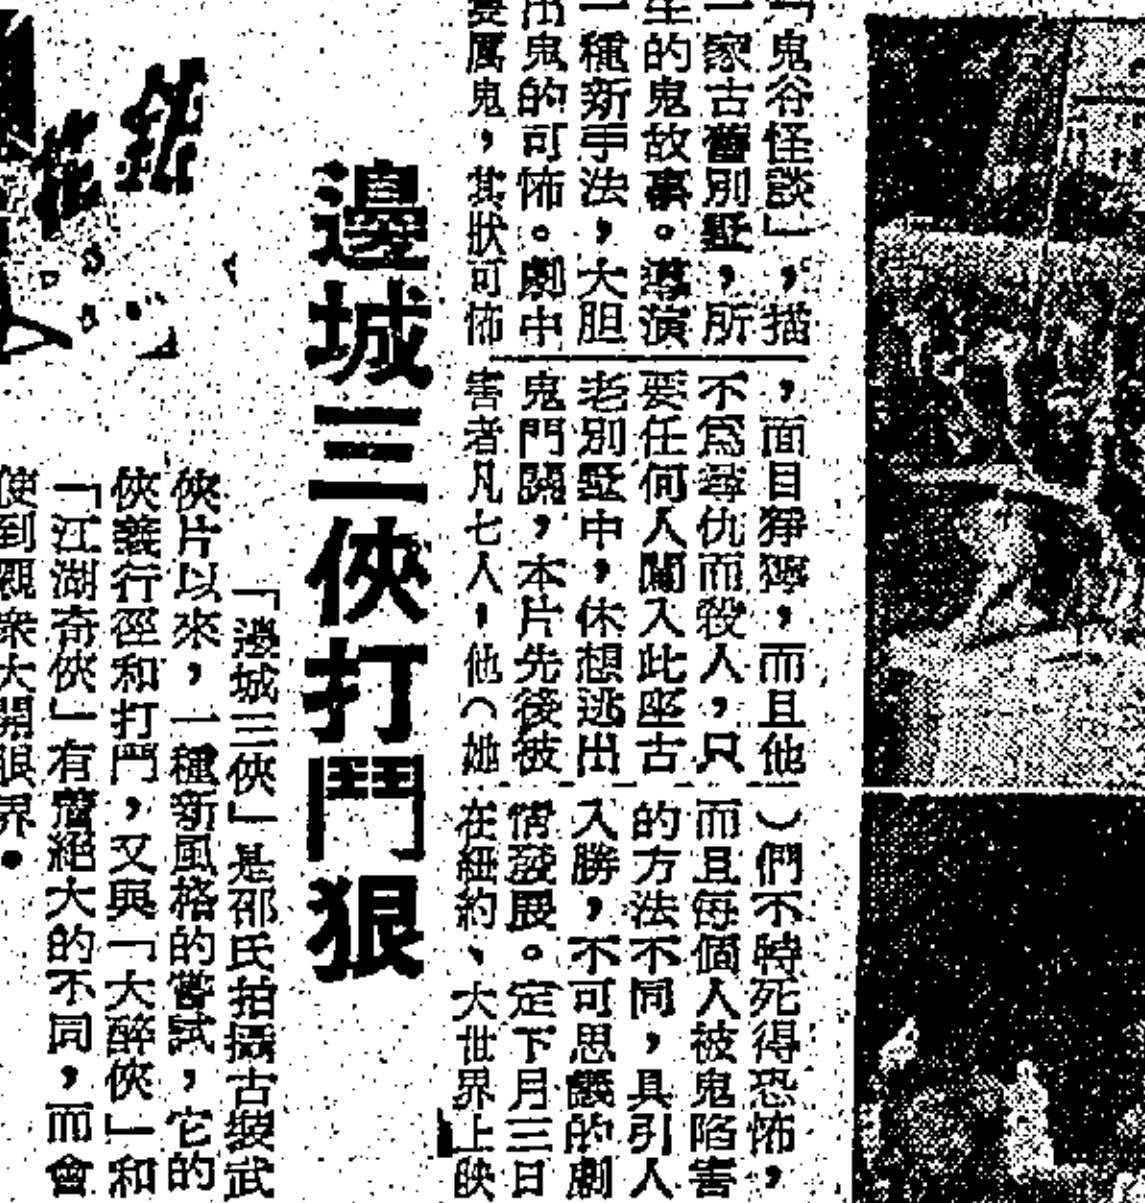 「鬼谷怪談」，描
一家古舊別墅，所
生的鬼故事。導演
一種新手法，大胆
出鬼的可怖。劇中
變厲鬼，其狀可怖
，面目猙獰，而且他
不爲尋仇而殺人，只
要任何人闖入此座古
老別墅中，休想逃出
鬼門關，本片先後被
害者凡七人，他（她
）們不特死得恐怖，
而且每個人被鬼陷害
的方法不同，具引人
入勝，不可思議的劇
情發展。定下月三日
在紐約、大世界上映
邊城三俠打鬥狠
「邊城三俠」是邵氏拍攝古裝武
俠片以來，一種新風格的嘗試，它的
俠義行徑和打鬥，又與「大醉俠」和
「江湖奇俠」有着絕大的不同，而會
使到觀衆大開眼界。